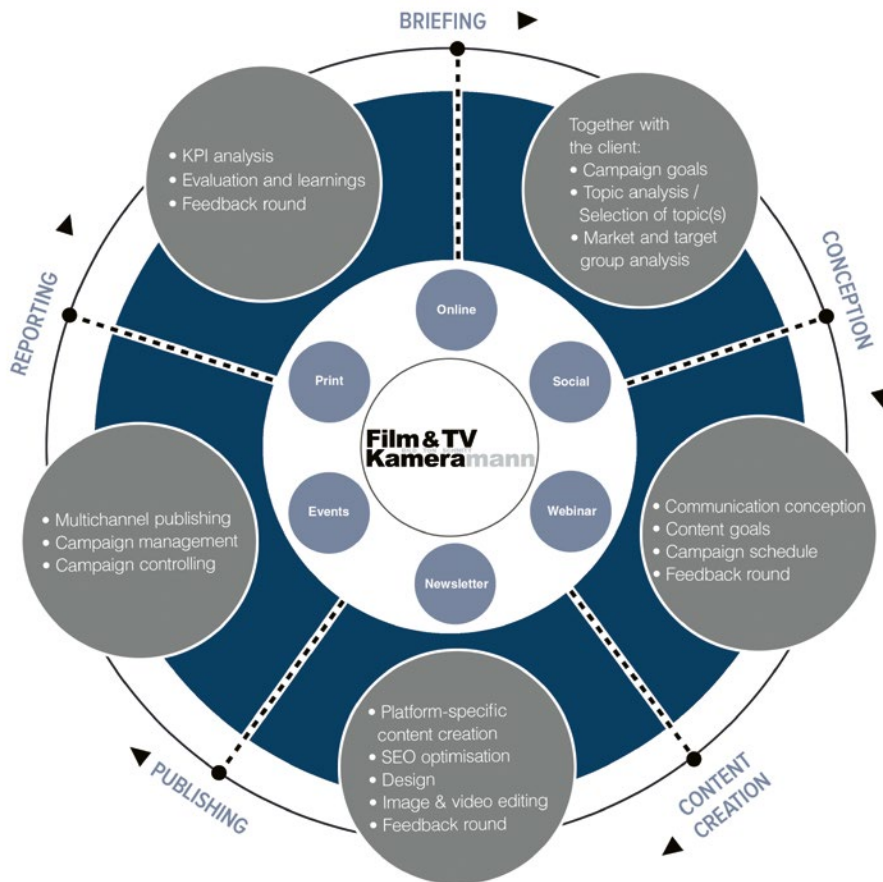 BRIEFING
Together with
the client:
• Campaign goals
• Topic analysis /
Selection of topic(s)
• Market and target
group analysis
CONCEPTION
• Communication conception
• Content goals
• Campaign schedule
• Feedback round
CONTENT
CREATION
• Platform-specific
content creation
• SEO optimisation
• Design
• Image & video editing
• Feedback round
PUBLISHING
• Multichannel publishing
• Campaign management
• Campaign controlling
REPORTING
• KPI analysis
• Evaluation and learnings
• Feedback round
Online
Social
Webinar
Newsletter
Events
Print
Film & TV
Kameramann